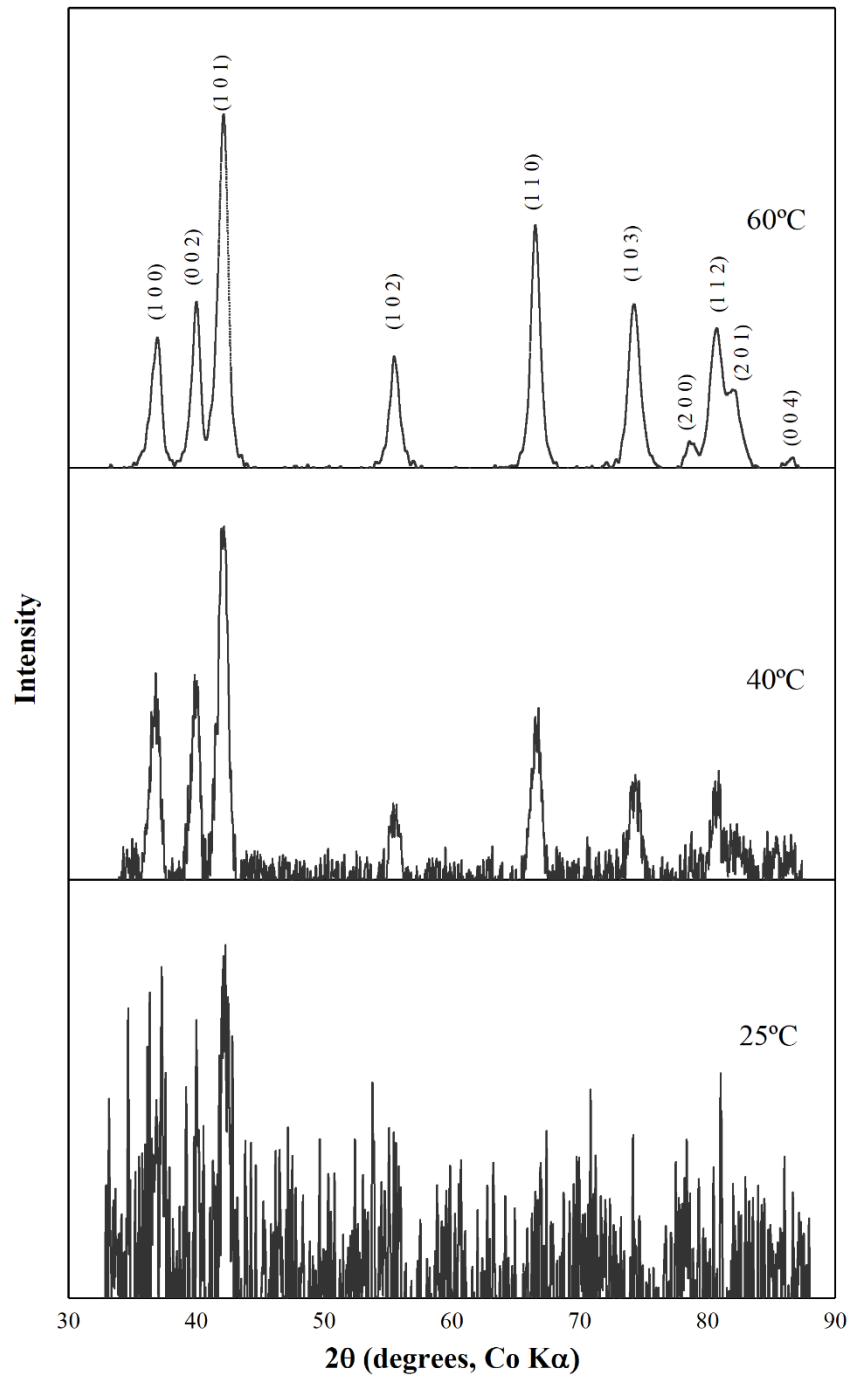 (1 0 0)
(0 0 2)
(1 0 1)
(1 0 2)
(1 1 0)
(1 0 3)
(2 0 0)
(1 1 2)
(2 0 1)
(0 0 4)
60ºC
40ºC
25ºC
Intensity
30 40 50 60 70 80 90
2θ (degrees, Co Kα)